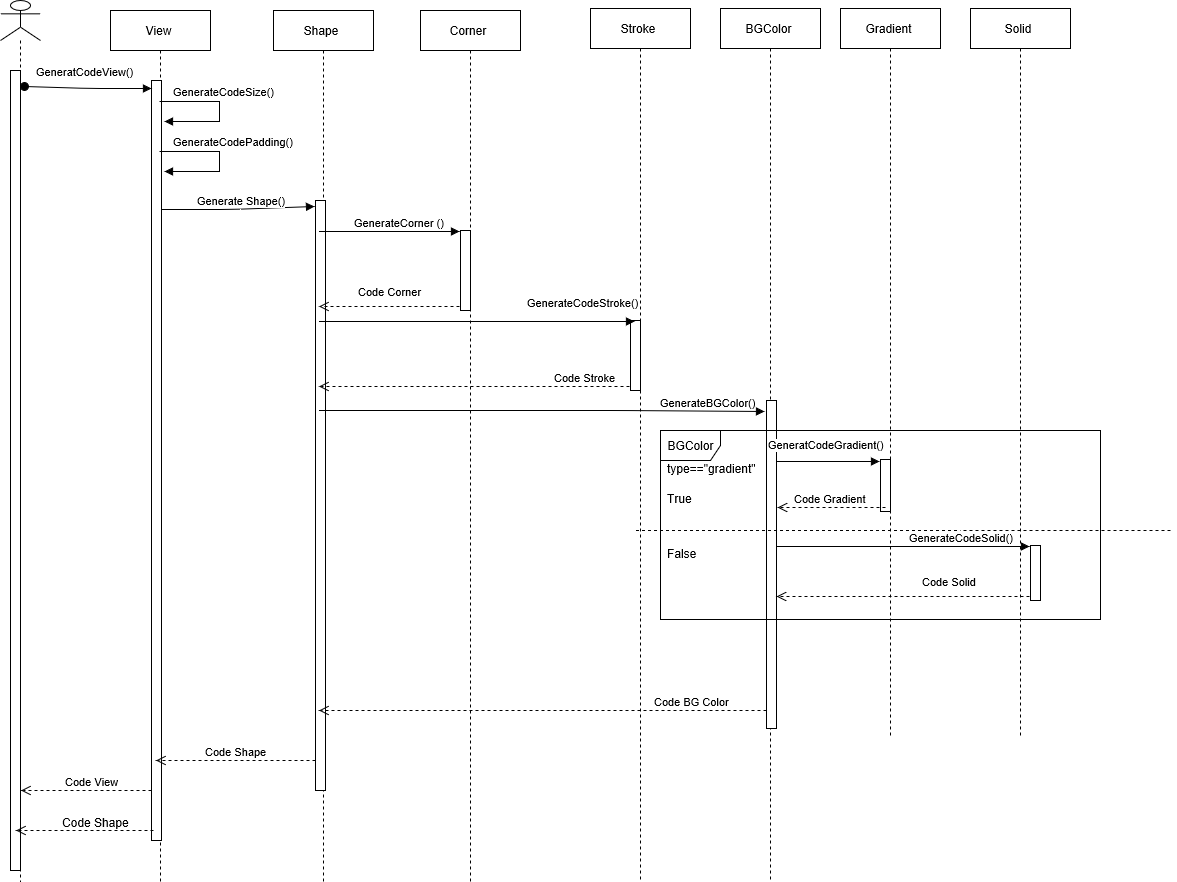 View
Shape
Corner
Stroke
BGColor
Gradient
Solid
GeneratCodeView()
GenerateCodeSize()
GenerateCodePadding()
Generate Shape()
GenerateCorner ()
Code Corner
GenerateCodeStroke()
Code Stroke
GenerateBGColor()
BGColor
type=="gradient"
GeneratCodeGradient()
True
Code Gradient
GenerateCodeSolid()
False
Code Solid
Code BG Color
Code Shape
Code View
Code Shape